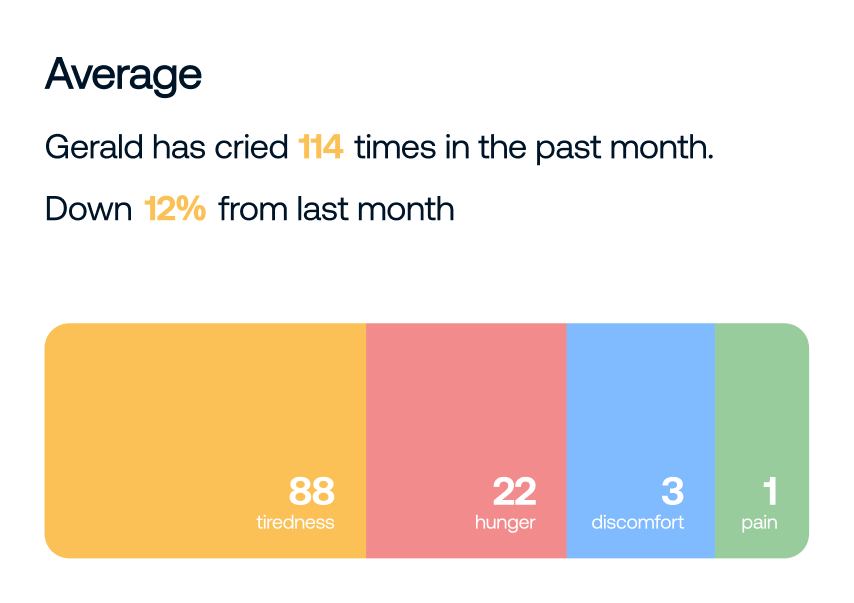 Average
Gerald has cried 114 times in the past month.
Down 12% from last month
88
tiredness
22
hunger
3
discomfort
1
pain